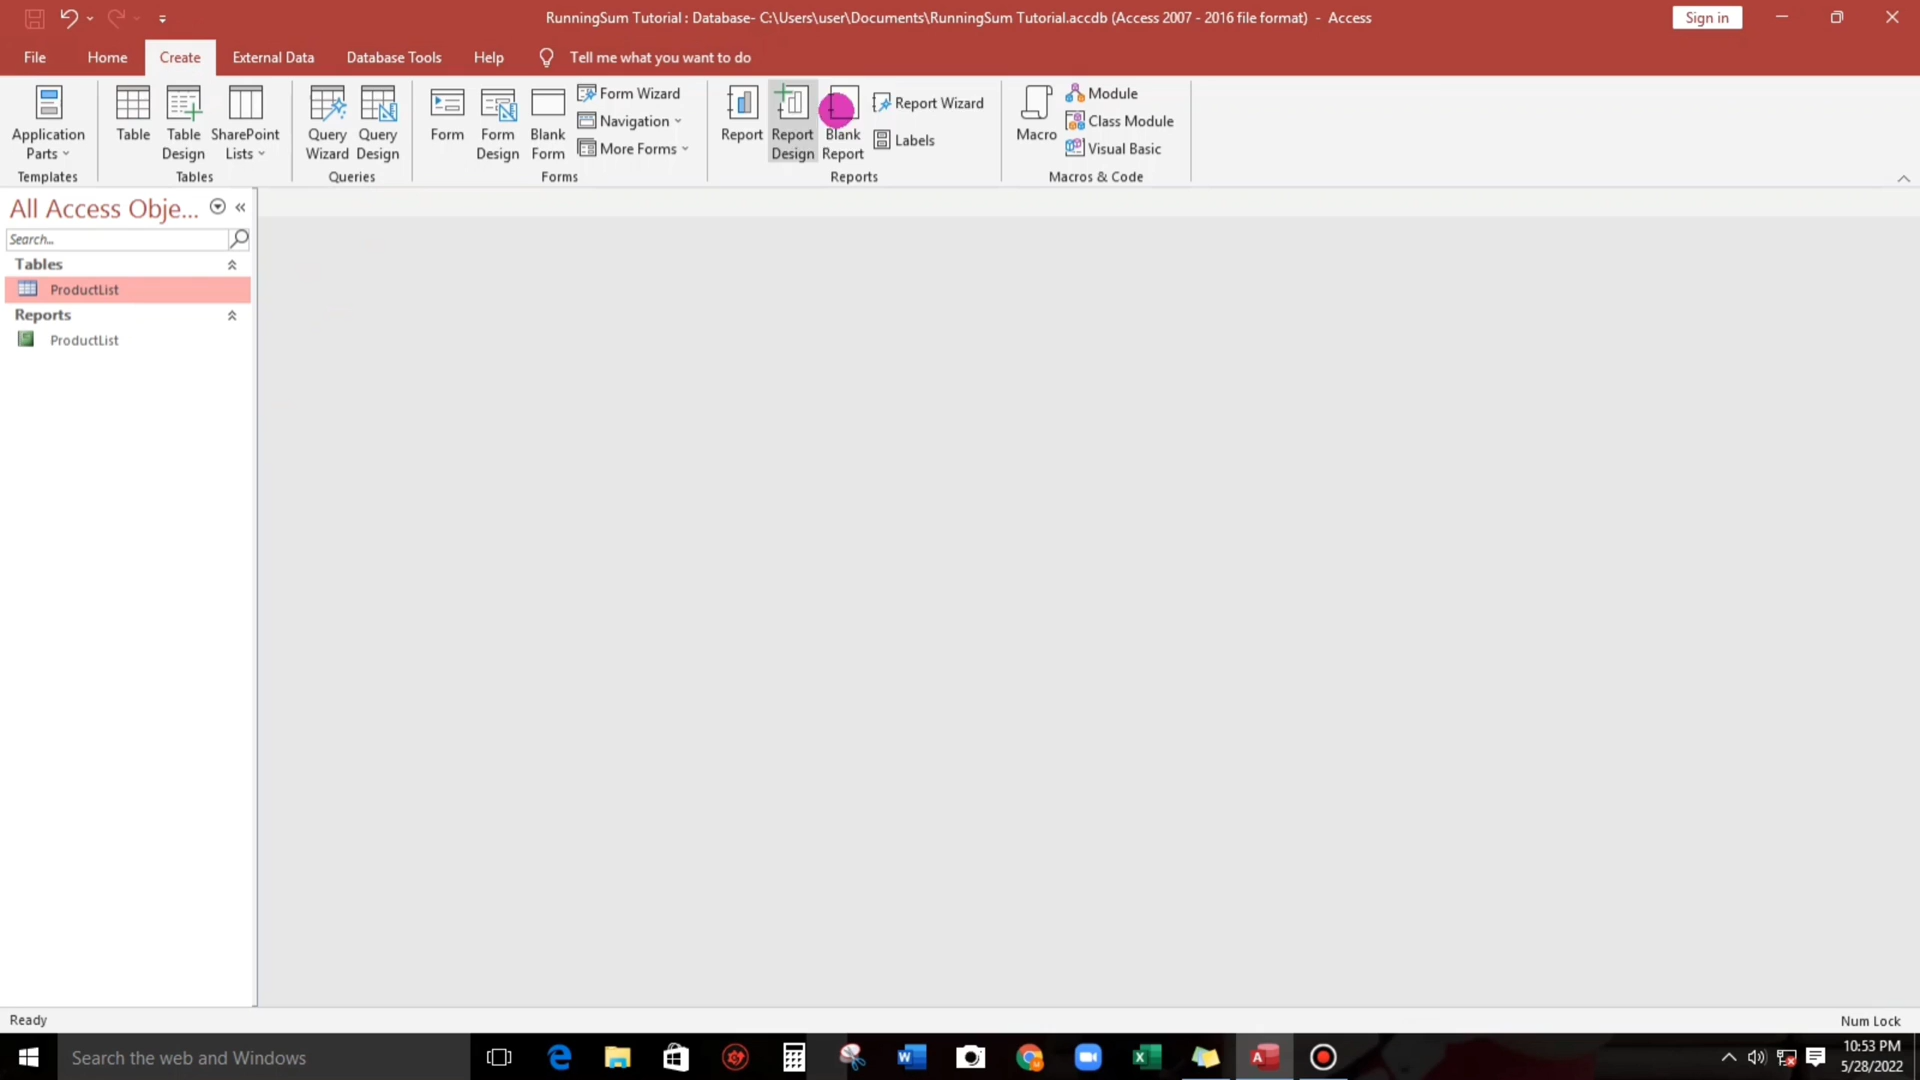 RunningSum Tutorial : Database- C:\Users\user\Documents\RunningSum Tutorial.accdb (Access 2007 - 2016 file format) - Access
Sign in
File Home Create External Data Database Tools Help Tell me what you want to do
Application Parts
Templates
Table
Table Design
SharePoint Lists
Tables
Query Wizard
Query Design
Queries
Form
Form Design
Blank Form
Form Wizard
Navigation
More Forms
Forms
Report
Report Design
Blank Report
Report Wizard
Labels
Reports
Macro
Module
Class Module
Visual Basic
Macros & Code
All Access Obje...
Search...
Tables
ProductList
Reports
ProductList
Ready
Num Lock
Search the web and Windows
10:53 PM
5/28/2022